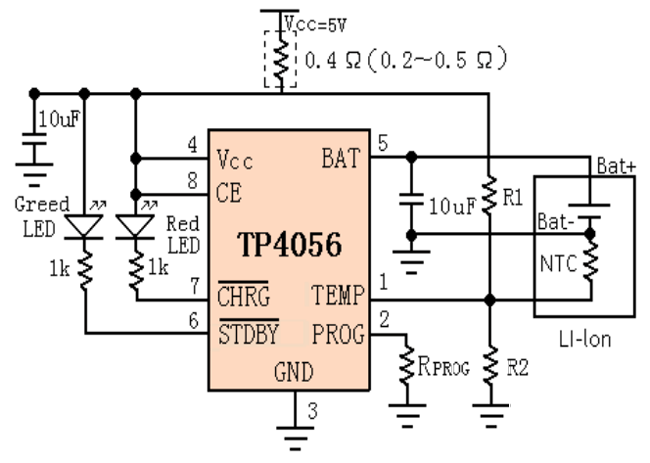 Vcc=5V
0.4 Ω(0.2～0.5 Ω)
10uF
4
Vcc
BAT
5
8
CE
Bat+
Greed
LED
Red
LED
10uF
R1
Bat-
TP4056
1k
1k
NTC
7
CHRG
TEMP
1
6
STDBY
PROG
2
LI-lon
GND
RPROG
R2
3